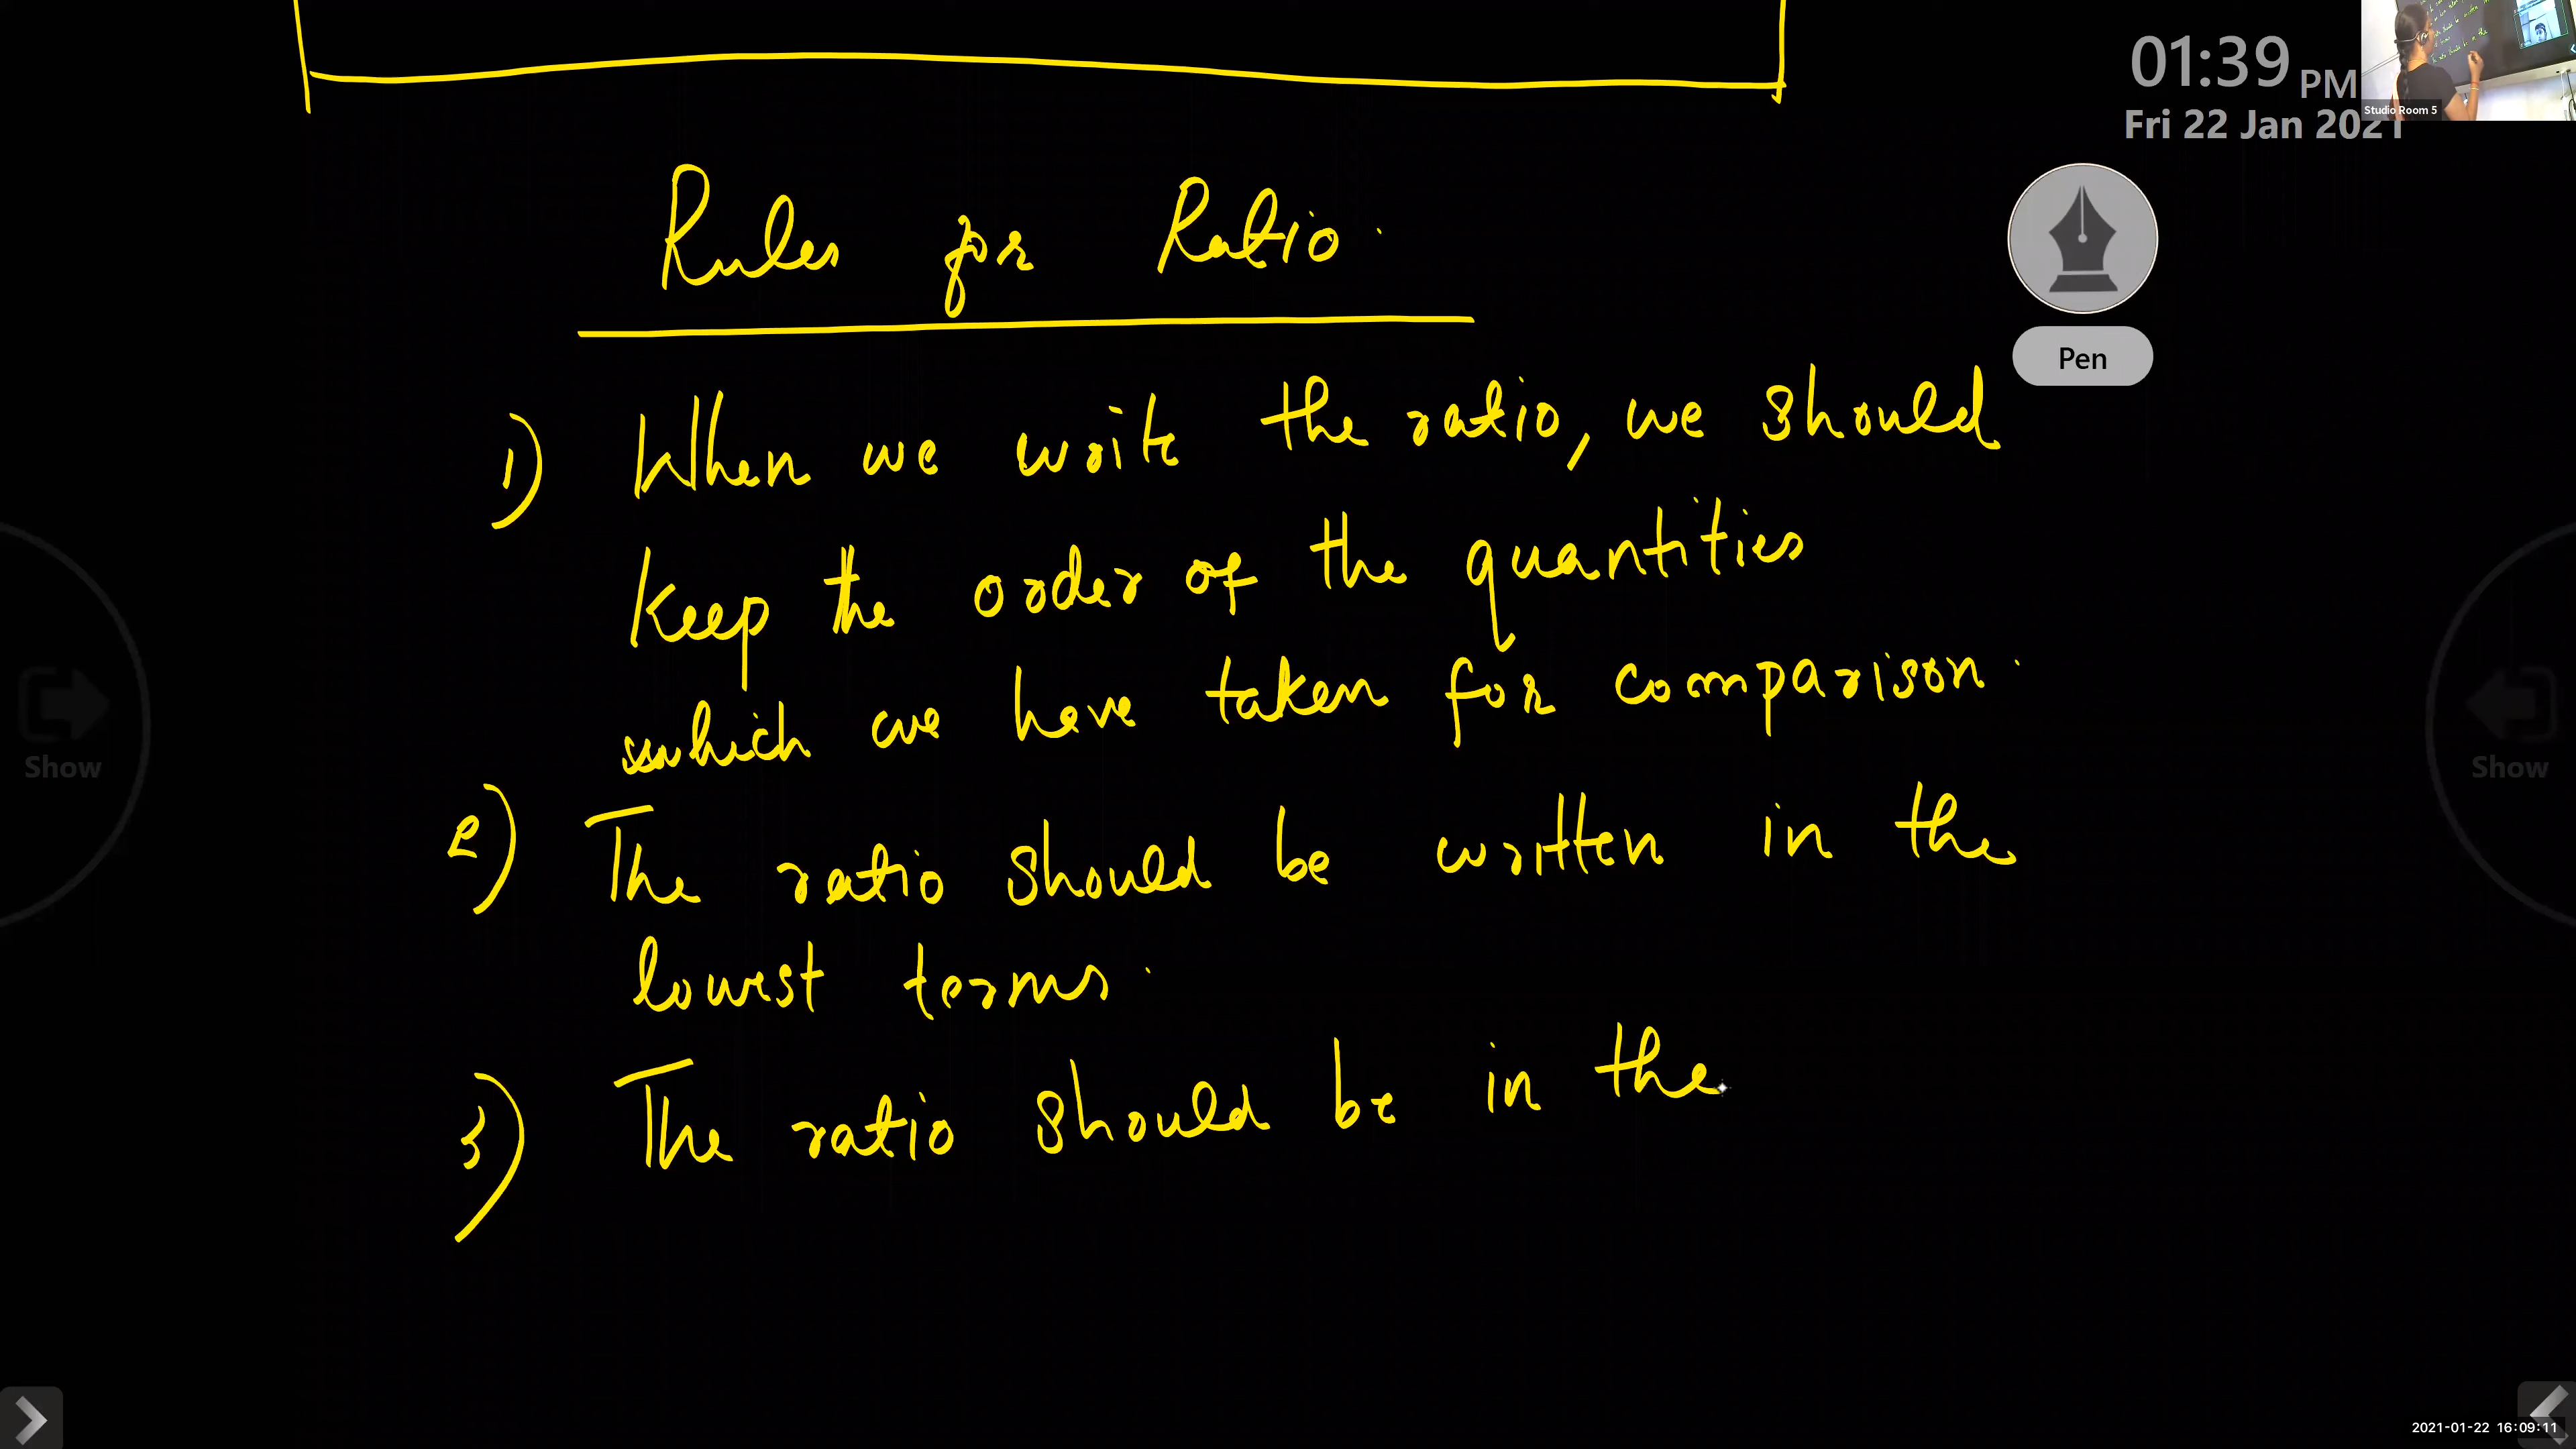 01:39 PM
Fri 22 Jan 2021
Studio Room 5
Rules for Ratio.
Pen
1) When we write the ratio, we should
keep the order of the quantities
which we have taken for comparison.
Show
Show
2) The ratio should be written in the
lowest terms.
3) The ratio should be in the
2021-01-22 16:09:11